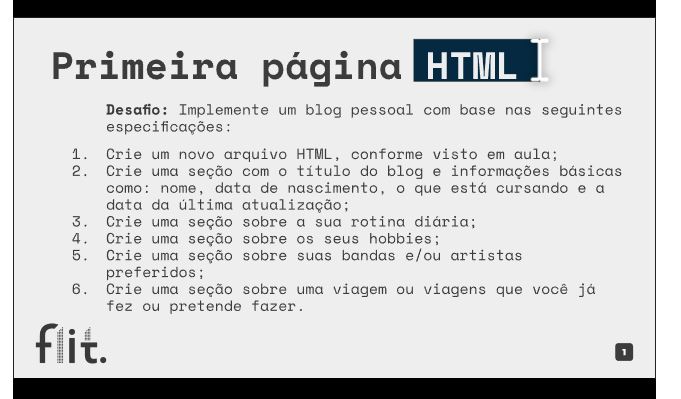 Primeira página HTML
Desafio: Implemente um blog pessoal com base nas seguintes
especificações:
1. Crie um novo arquivo HTML, conforme visto em aula;
2. Crie uma seção com o título do blog e informações básicas
como: nome, data de nascimento, o que está cursando e a
data da última atualização;
3. Crie uma seção sobre a sua rotina diária;
4. Crie uma seção sobre os seus hobbies;
5. Crie uma seção sobre suas bandas e/ou artistas
preferidos;
6. Crie uma seção sobre uma viagem ou viagens que você já
fez ou pretende fazer.
flit.
1